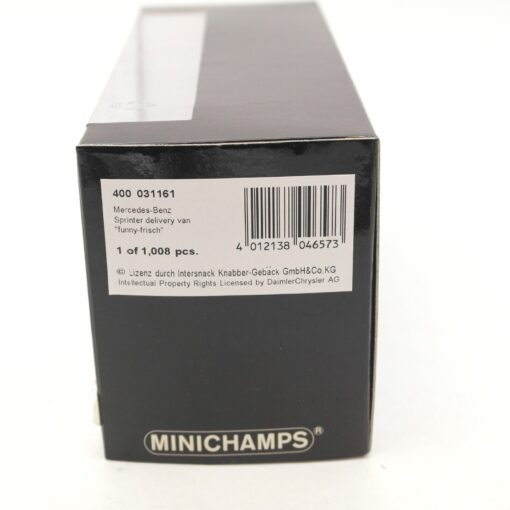 400 031161
Mercedes-Benz
Sprinter delivery van
"funny-frisch"
1 of 1,008 pcs.
4 012138 046573
© Lizenz durch Intersnack Knabber-Gebäck GmbH&Co.KG
Intellectual Property Rights Licensed by DaimlerChrysler AG
MINICHAMPS®